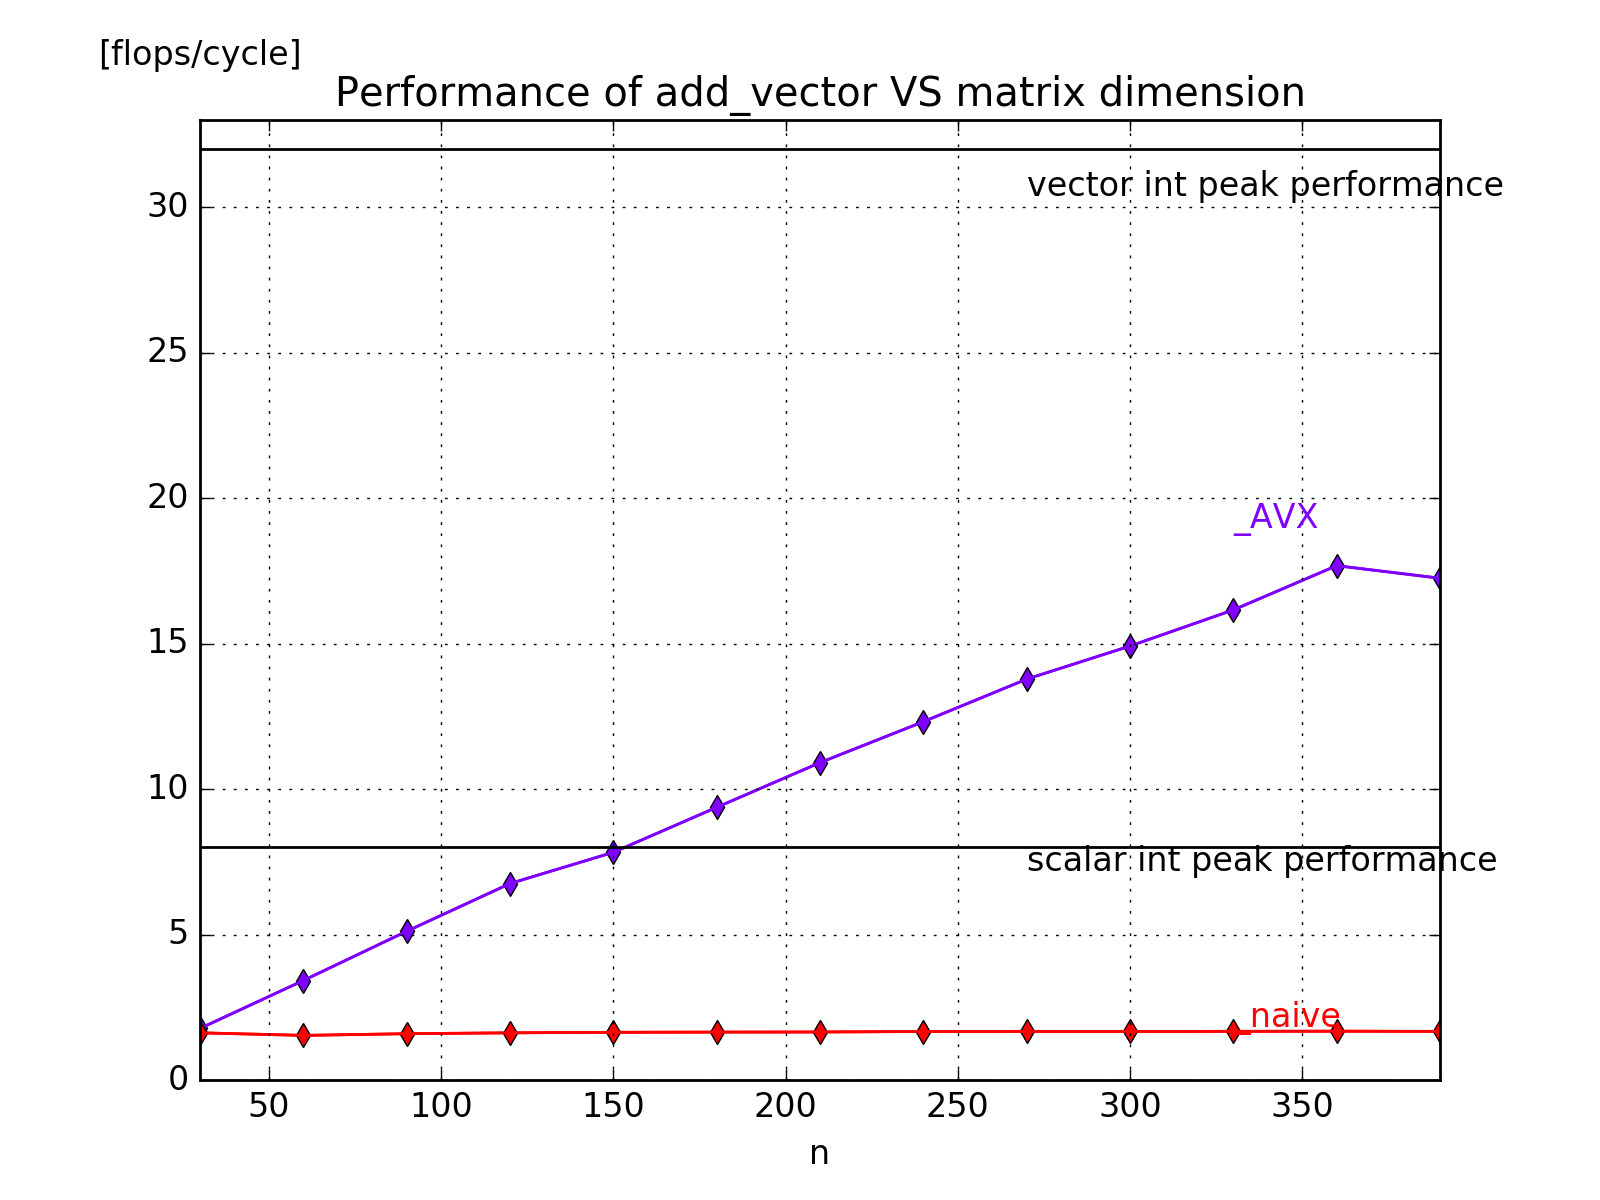 [flops/cycle]
Performance of add_vector VS matrix dimension
vector int peak performance
30
25
20
_AVX
15
10
scalar int peak performance
5
_naive
0
50 100 150 200 250 300 350
n